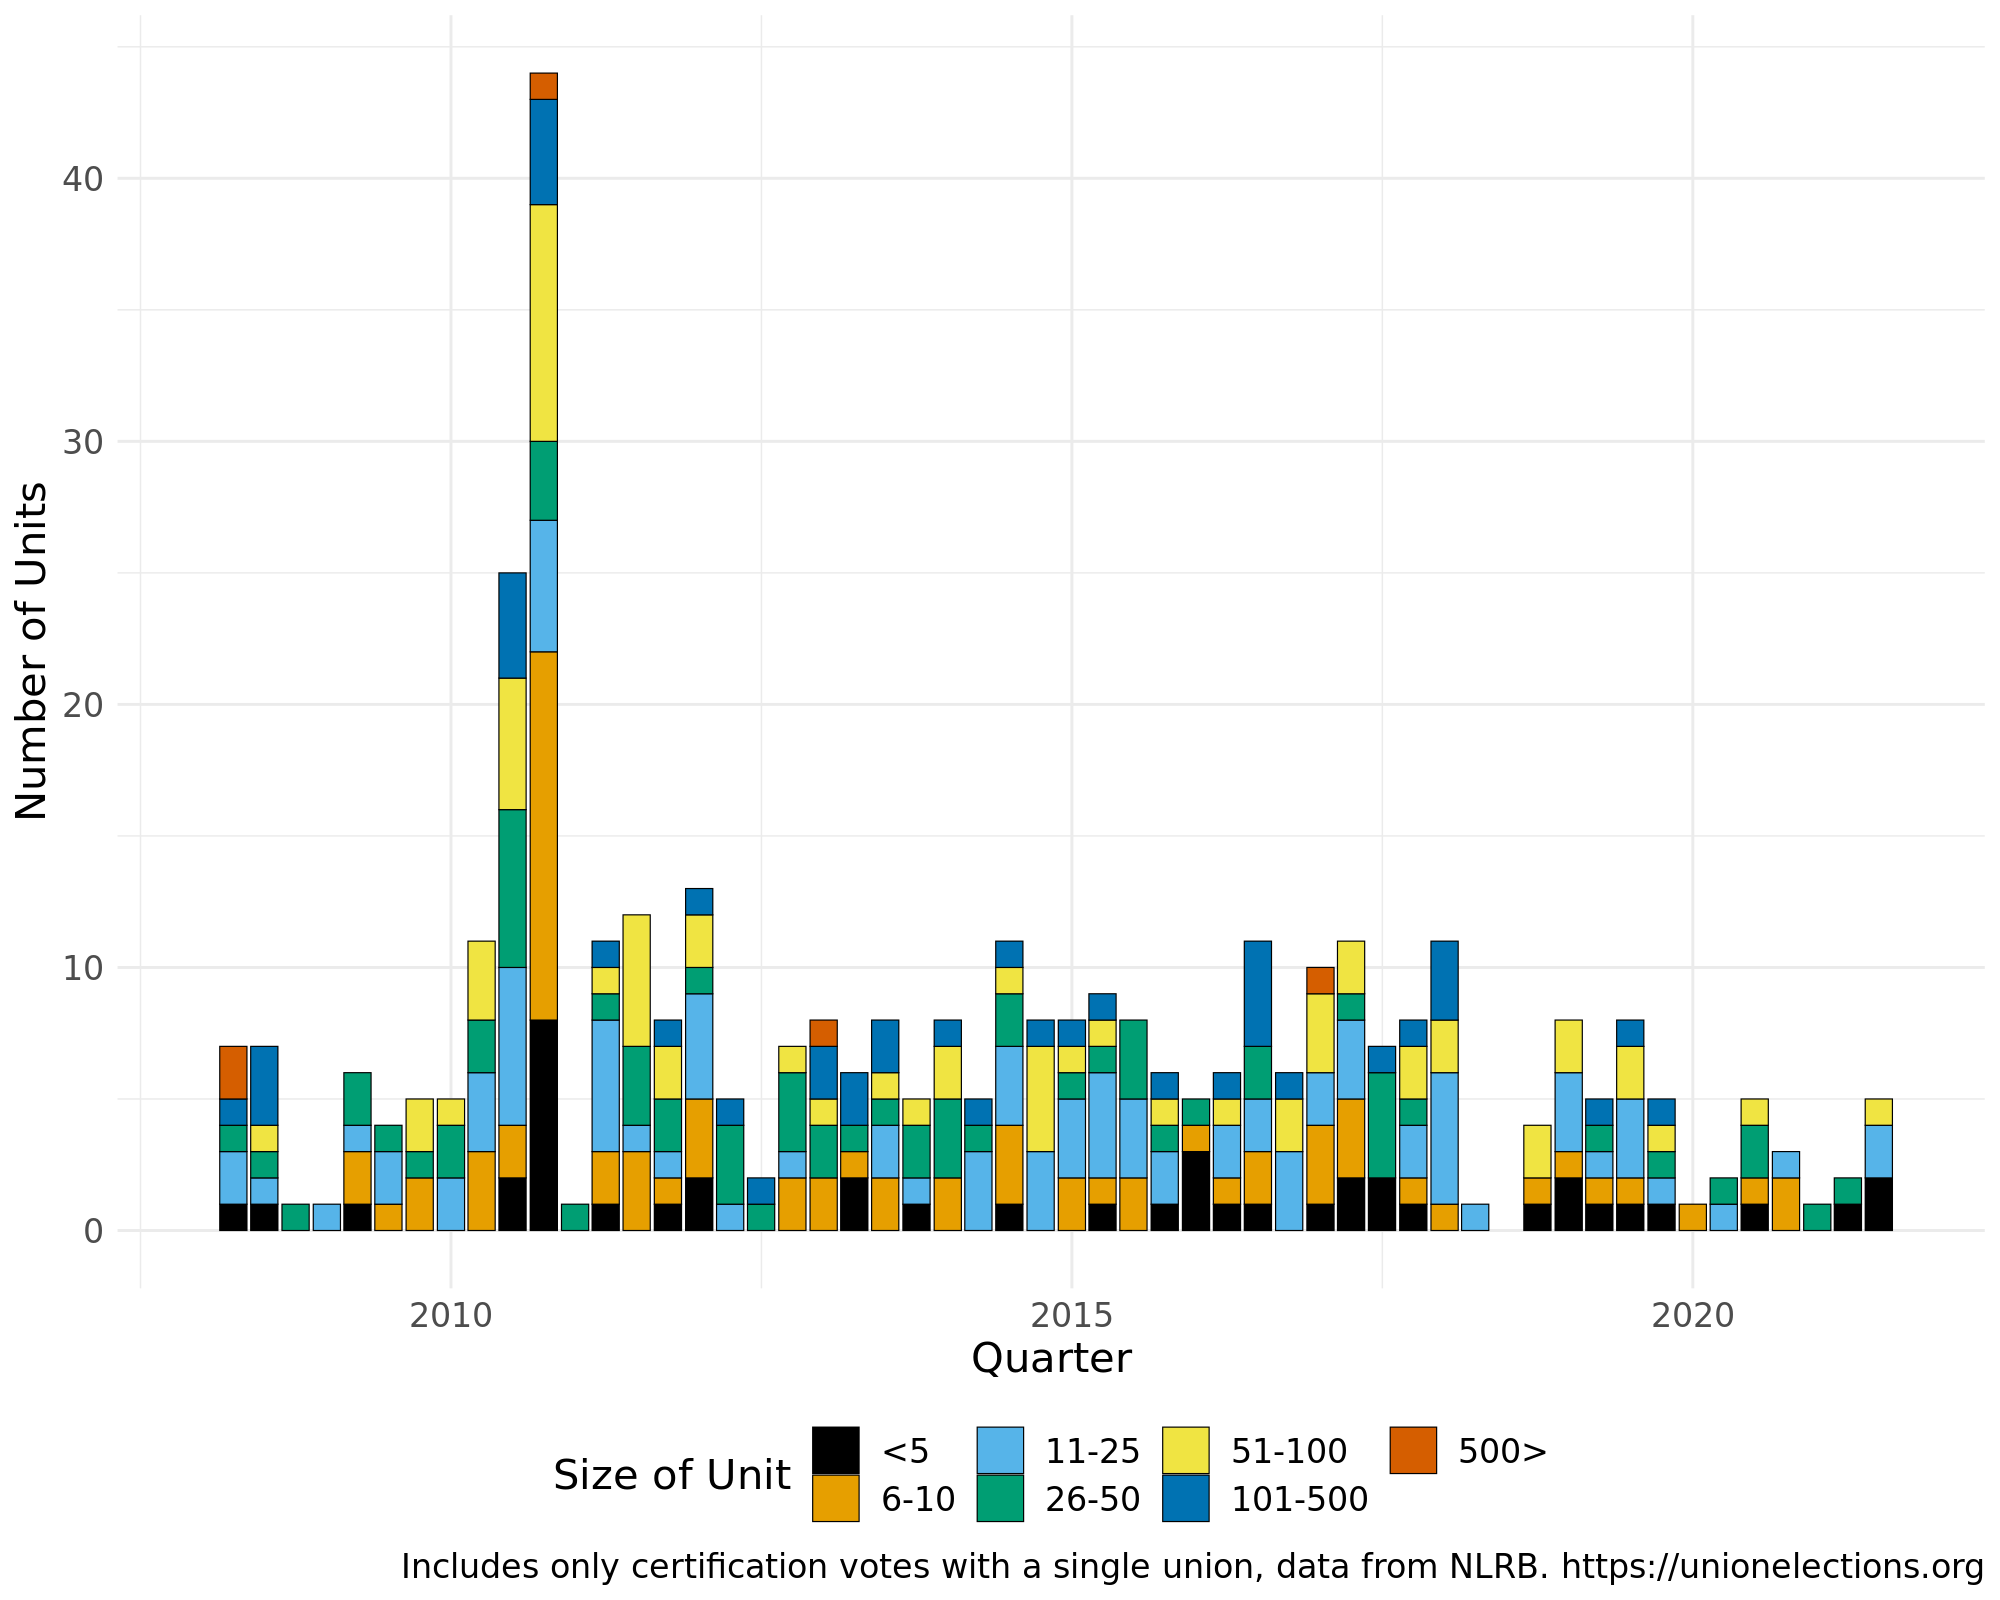 40
30
20
10
0
Number of Units
2010 2015 2020
Quarter
Size of Unit
<5 11-25 51-100 500>
6-10 26-50 101-500
Includes only certification votes with a single union, data from NLRB. https://unionelections.org